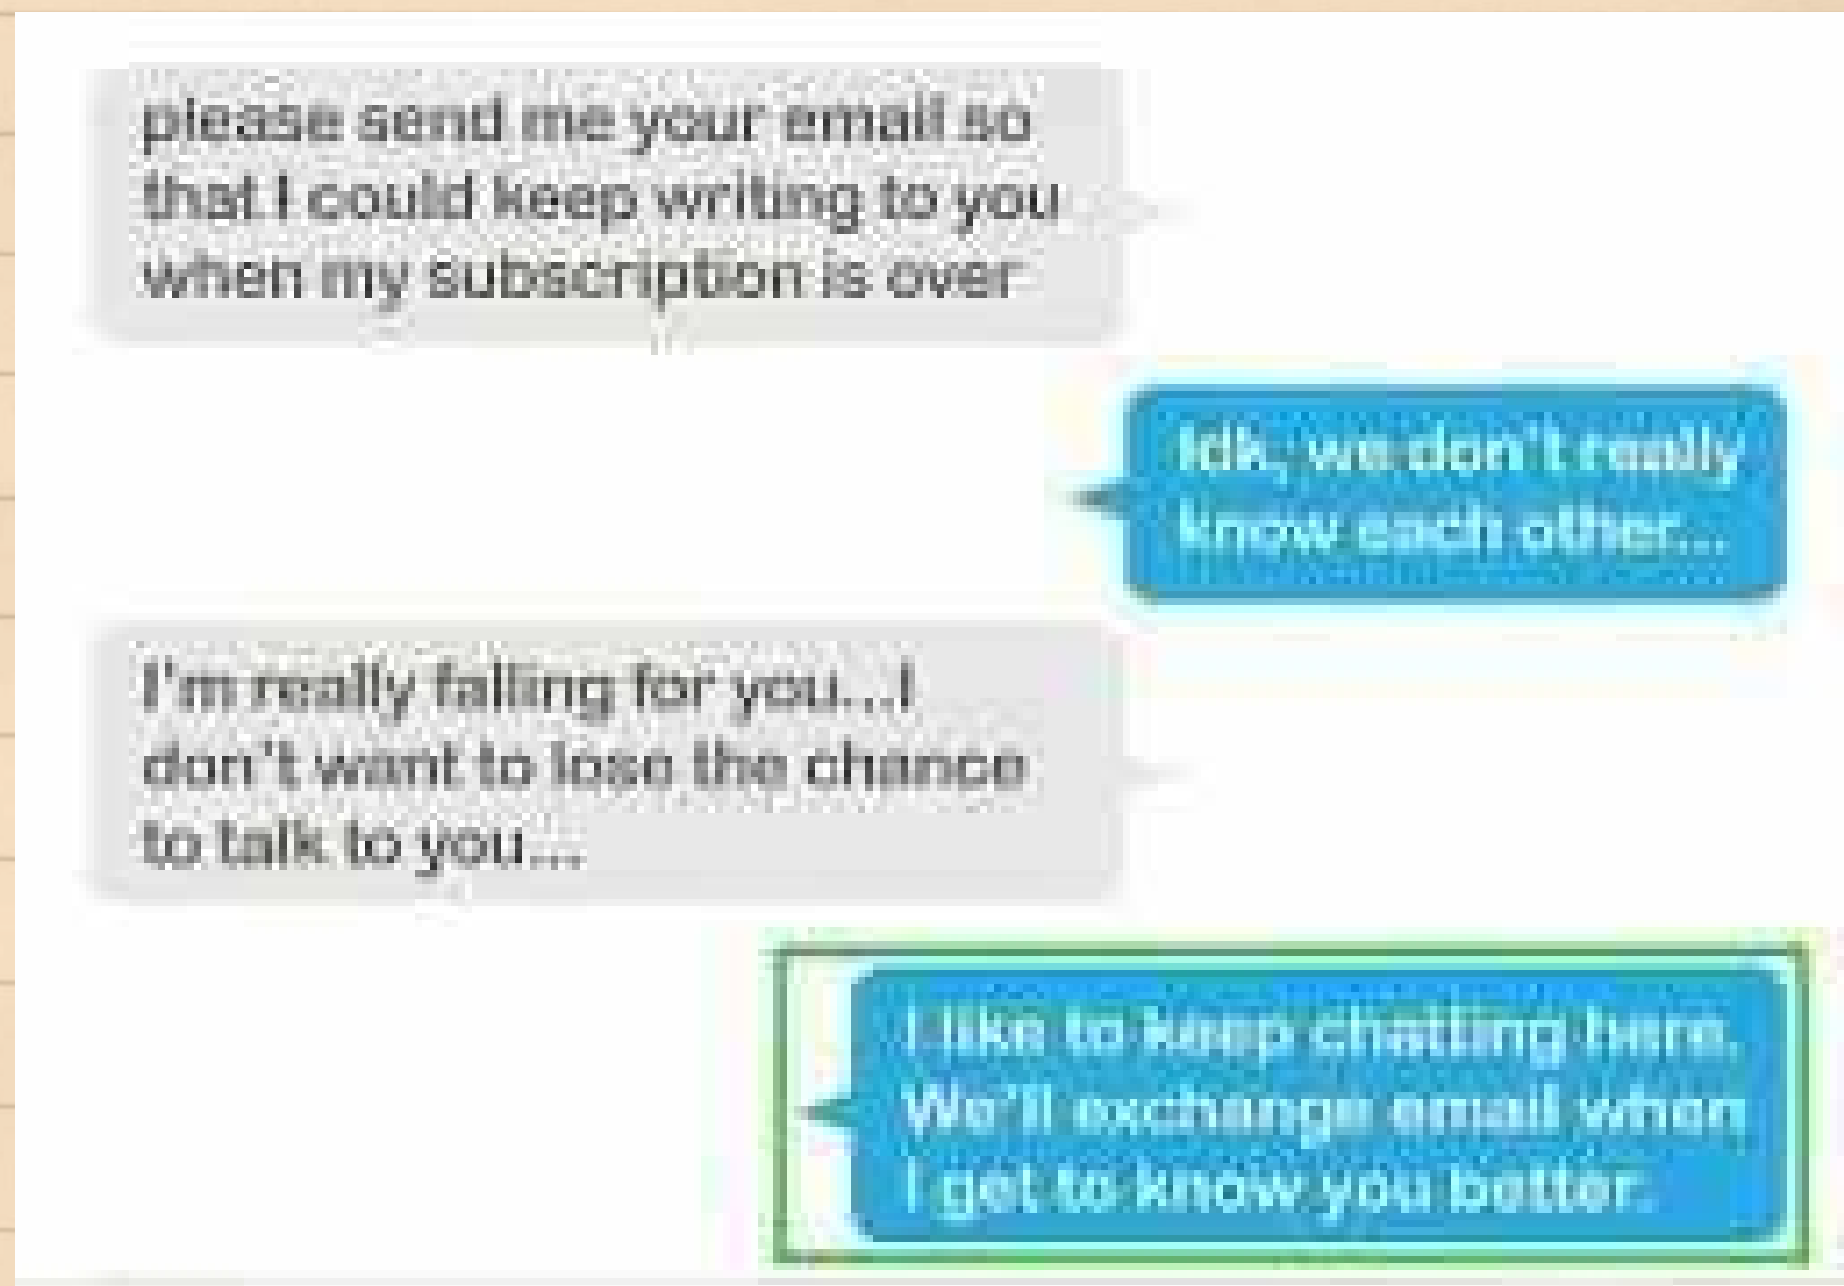 please send me your email so
that I could keep writing to you
when my subscription is over
Idk, we don't really
know each other...
I'm really falling for you...I
don't want to lose the chance
to talk to you...
I like to keep chatting here.
We'll exchange email when
I get to know you better.